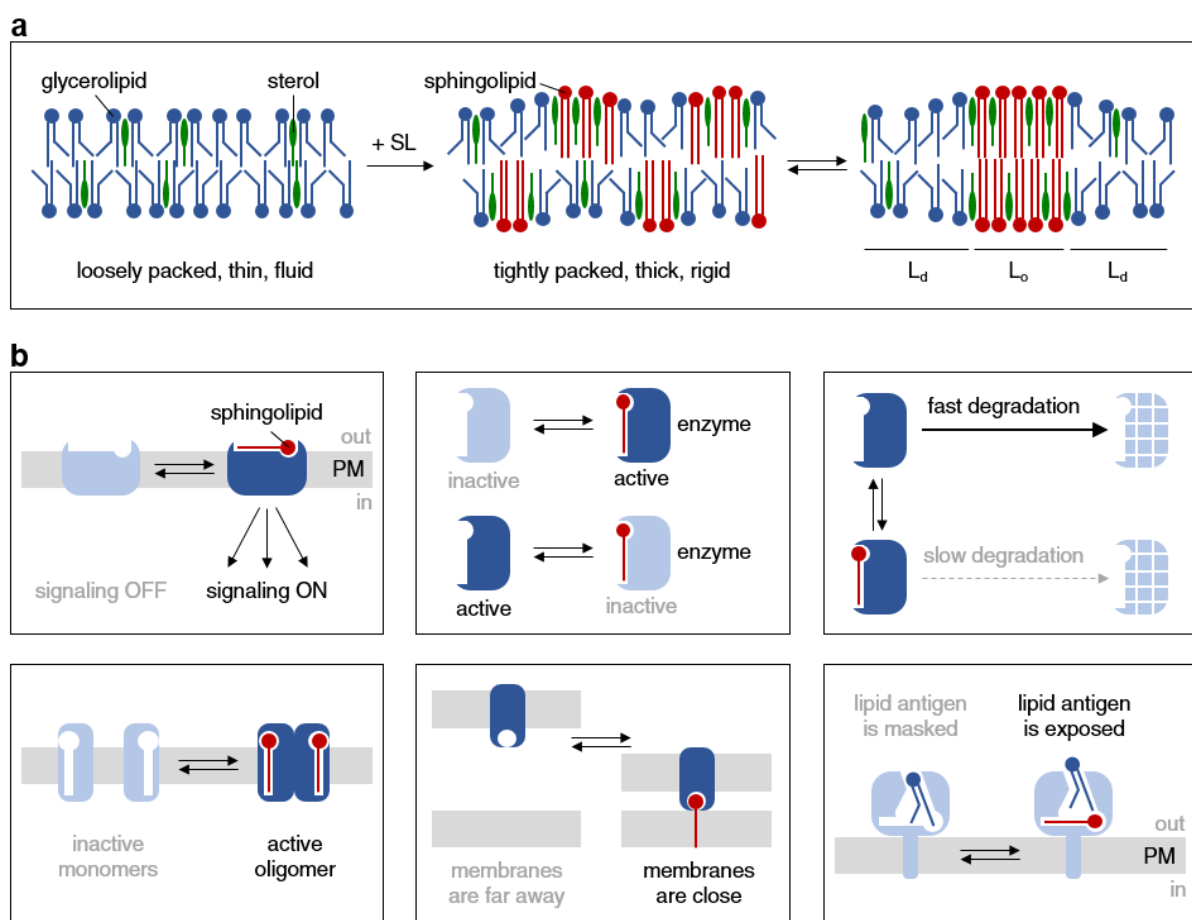 a
glycerolipid
sterol
sphingolipid
+ SL
loosely packed, thin, fluid
tightly packed, thick, rigid
Ld
Lo
Ld
b
sphingolipid
out
PM
in
signaling OFF
signaling ON
inactive
active
enzyme
active
inactive
enzyme
fast degradation
slow degradation
inactive
monomers
active
oligomer
membranes
are far away
membranes
are close
lipid antigen
is masked
lipid antigen
is exposed
out
PM
in